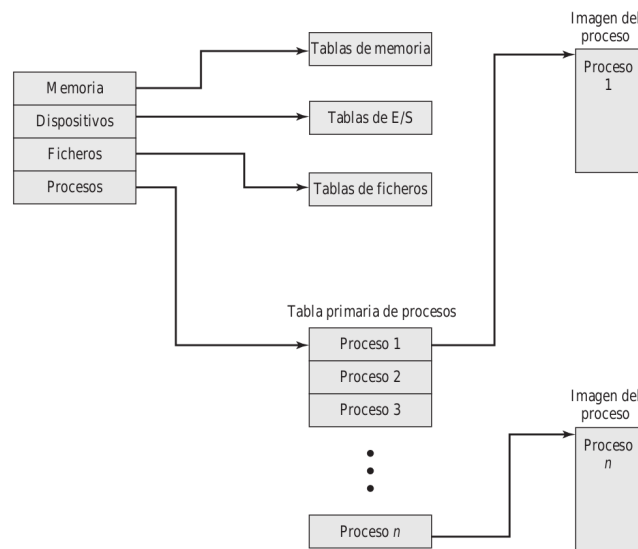 Imagen del
proceso
Tablas de memoria
Proceso
1
Memoria
Dispositivos
Tablas de E/S
Ficheros
Procesos
Tablas de ficheros
Tabla primaria de procesos
Proceso 1
Proceso 2
Proceso 3
Imagen del
proceso
Proceso
n
Proceso n